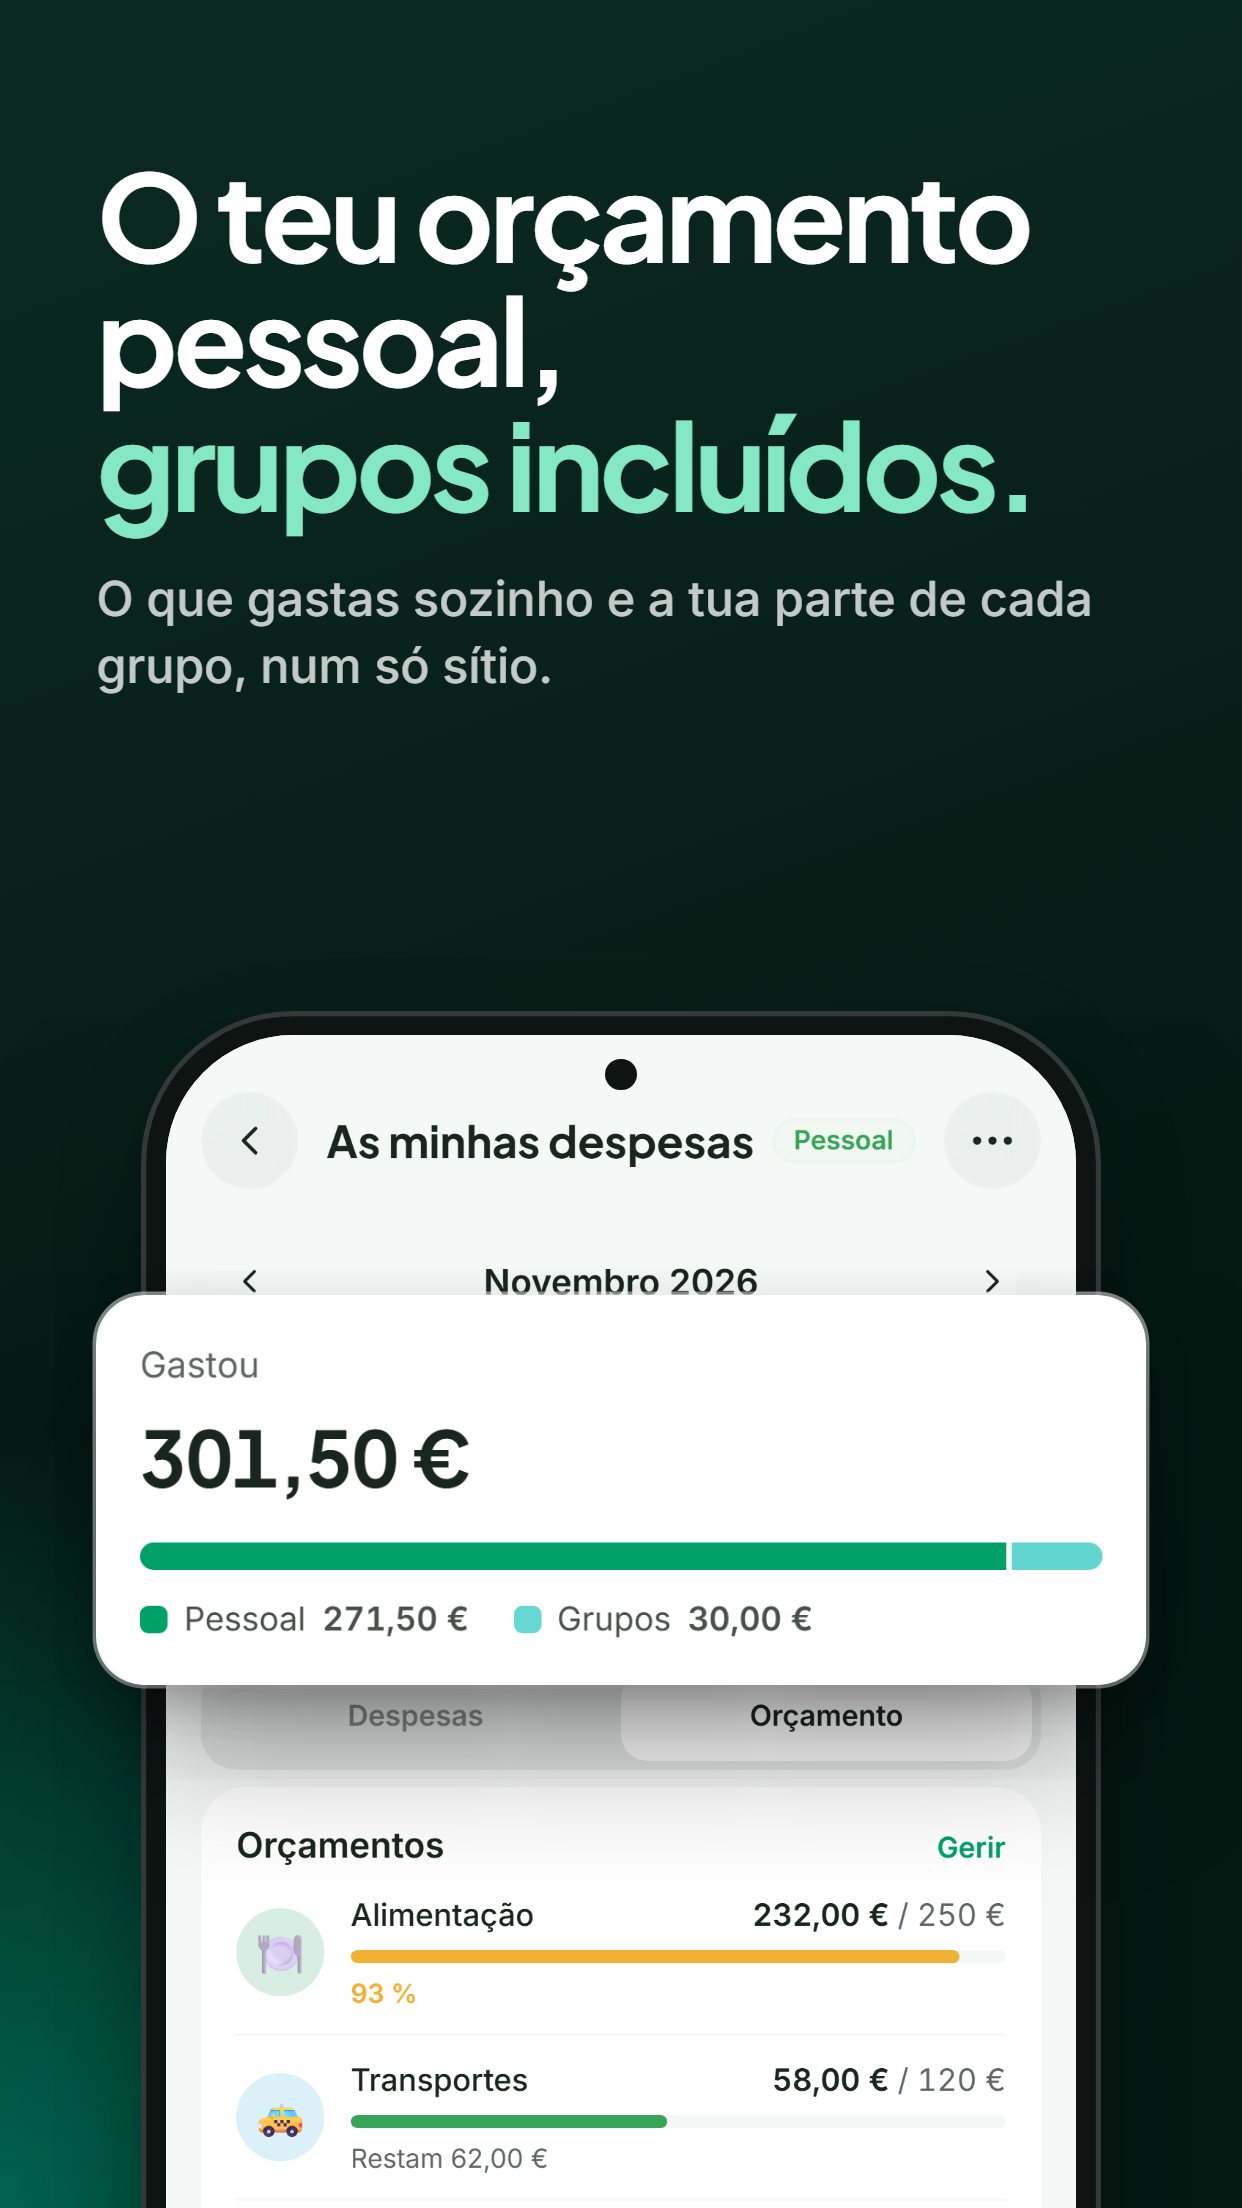 O teu orçamento
pessoal,
grupos incluídos.
O que gastas sozinho e a tua parte de cada
grupo, num só sítio.
As minhas despesas Pessoal
Novembro 2026
Gastou
301,50 €
Pessoal 271,50 € Grupos 30,00 €
Despesas Orçamento
Orçamentos Gerir
Alimentação 232,00 € / 250 €
93 %
Transportes 58,00 € / 120 €
Restam 62,00 €